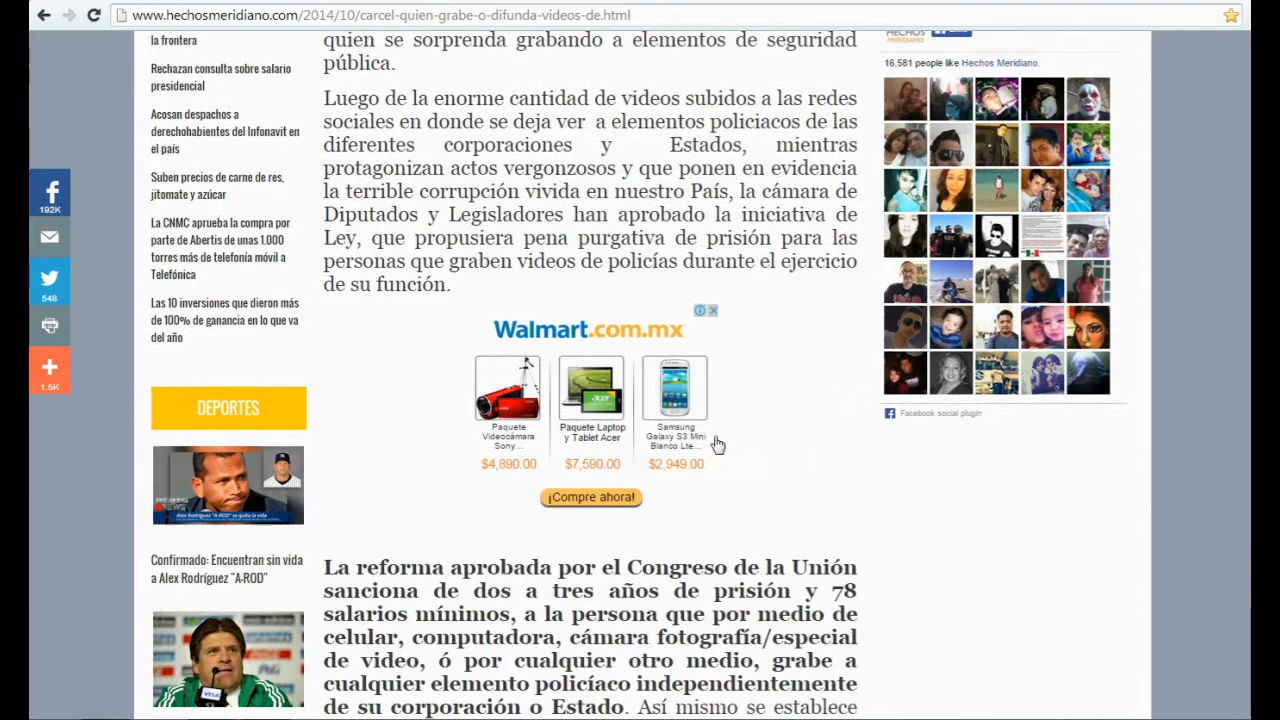 www.hechosmeridiano.com/2014/10/carcel-quien-grabe-o-difunda-videos-de.html
la frontera
Rechazan consulta sobre salario
presidencial
Acosan despachos a
derechohabientes del Infonavit en
el país
Suben precios de carne de res,
jitomate y azúcar
La CNMC aprueba la compra por
parte de Abertis de unas 1.000
torres más de telefonía móvil a
Telefónica
Las 10 inversiones que dieron más
de 100% de ganancia en lo que va
del año
192K
548
1.5K
DEPORTES
BREAKING
NEWS
Alex Rodríguez "A-ROD" se quita la vida
Confirmado: Encuentran sin vida
a Alex Rodríguez "A-ROD"
VISA
quien se sorprenda grabando a elementos de seguridad
pública.
Luego de la enorme cantidad de videos subidos a las redes
sociales en donde se deja ver a elementos policiacos de las
diferentes corporaciones y Estados, mientras
protagonizan actos vergonzosos y que ponen en evidencia
la terrible corrupción vivida en nuestro País, la cámara de
Diputados y Legisladores han aprobado la iniciativa de
que propusiera pena purgativa de prisión para las
que graben videos de policías durante el ejercicio
de su función.
Walmart.com.mx
Paquete
Videocámara
Sony...
$4,890.00
Paquete Laptop
y Tablet Acer
$7,590.00
Samsung
Galaxy S3 Mini
Blanco Lte...
$2,949.00
¡Compre ahora!
La reforma aprobada por el Congreso de la Unión
sanciona de dos a tres años de prisión y 78
salarios mínimos, a la persona que por medio de
celular, computadora, cámara fotografía/especial
de video, ó por cualquier otro medio, grabe a
cualquier elemento policíaco independientemente
de su corporación o Estado. Así mismo se establece
HECHOS
MERIDIANO
16,581 people like Hechos Meridiano.
Facebook social plugin